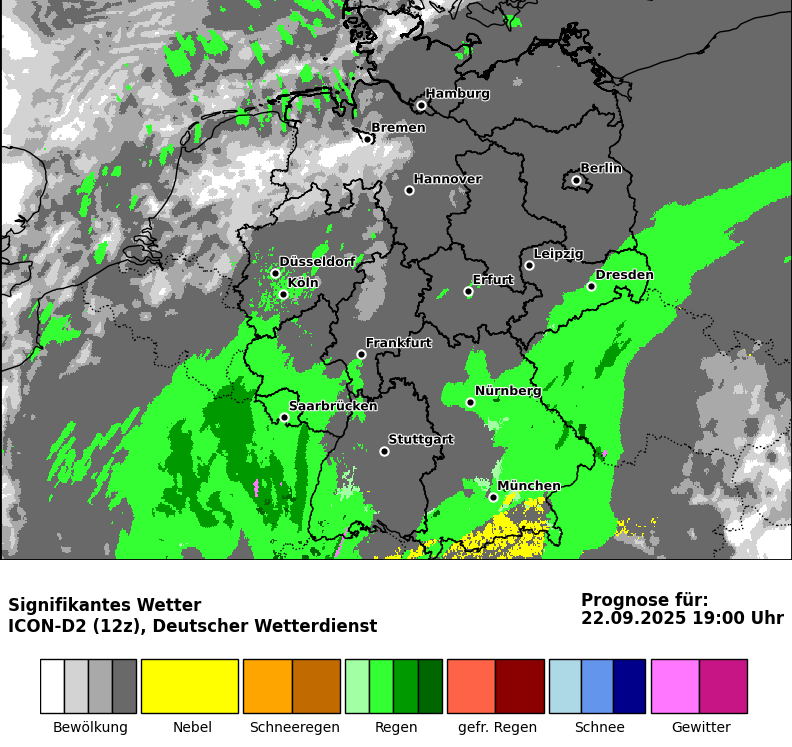 Hamburg
Bremen
Berlin
Hannover
Leipzig
Düsseldorf
Dresden
Köln
Erfurt
Frankfurt
Nürnberg
Saarbrücken
Stuttgart
München
Signifikantes Wetter
ICON-D2 (12z), Deutscher Wetterdienst
Prognose für:
22.09.2025 19:00 Uhr
Bewölkung Nebel Schneeregen Regen gefr. Regen Schnee Gewitter